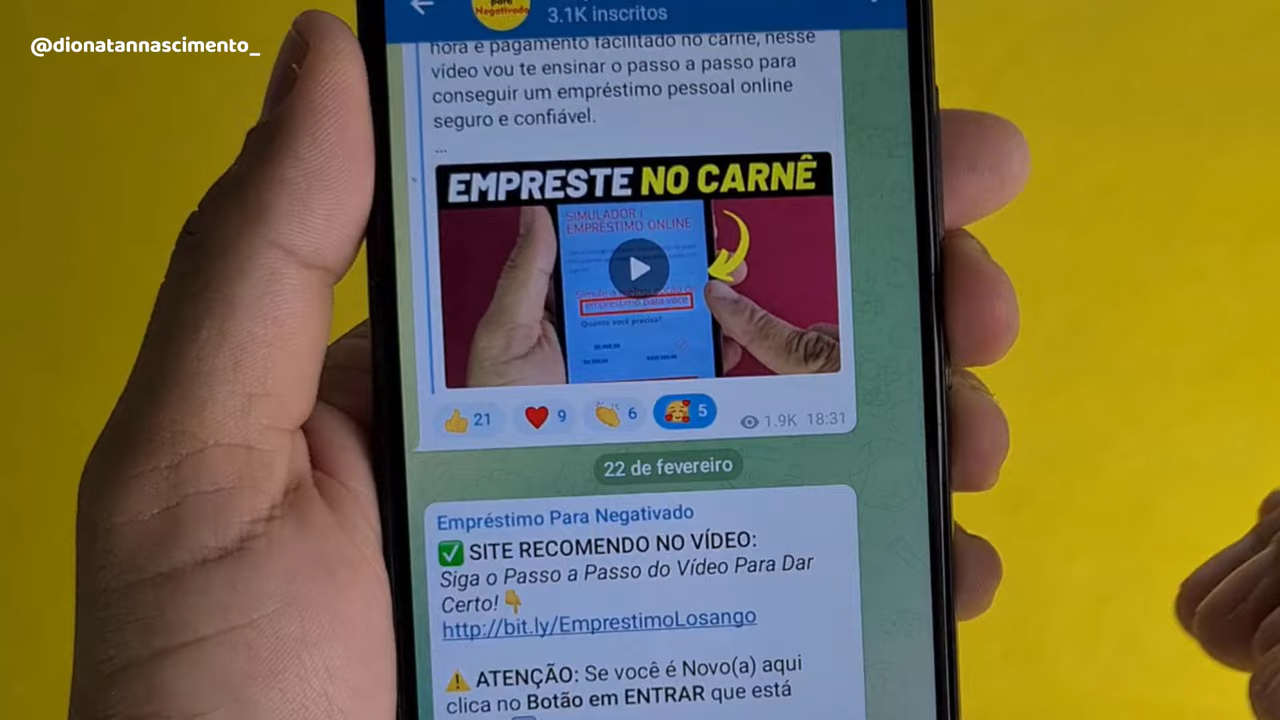 @dionatannascimento_
para
Negativado
3.1K inscritos
hora e pagamento facilitado no carnê, nesse
vídeo vou te ensinar o passo a passo para
conseguir um empréstimo pessoal online
seguro e confiável.
...
EMPRESTE NO CARNÊ
SIMULADOR |
EMPRÉSTIMO ONLINE
empréstimo para você
Quanto você precisa?
21 9 6 5 1.9K 18:31
22 de fevereiro
Empréstimo Para Negativado
✅ SITE RECOMENDO NO VÍDEO:
Siga o Passo a Passo do Vídeo Para Dar
Certo! 👇
http://bit.ly/EmprestimoLosango
⚠️ ATENÇÃO: Se você é Novo(a) aqui
clica no Botão em ENTRAR que está